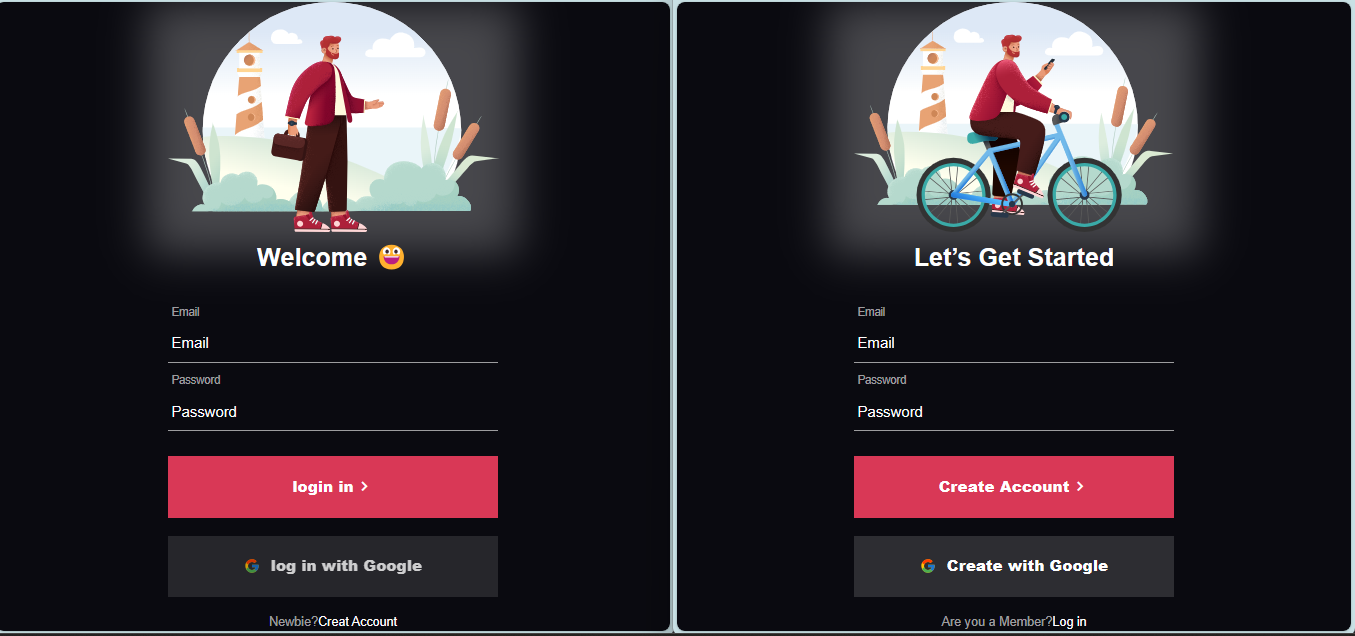 Welcome
Email
Email
Password
Password
login in >
log in with Google
Newbie?Creat Account
Let’s Get Started
Email
Email
Password
Password
Create Account >
Create with Google
Are you a Member?Log in